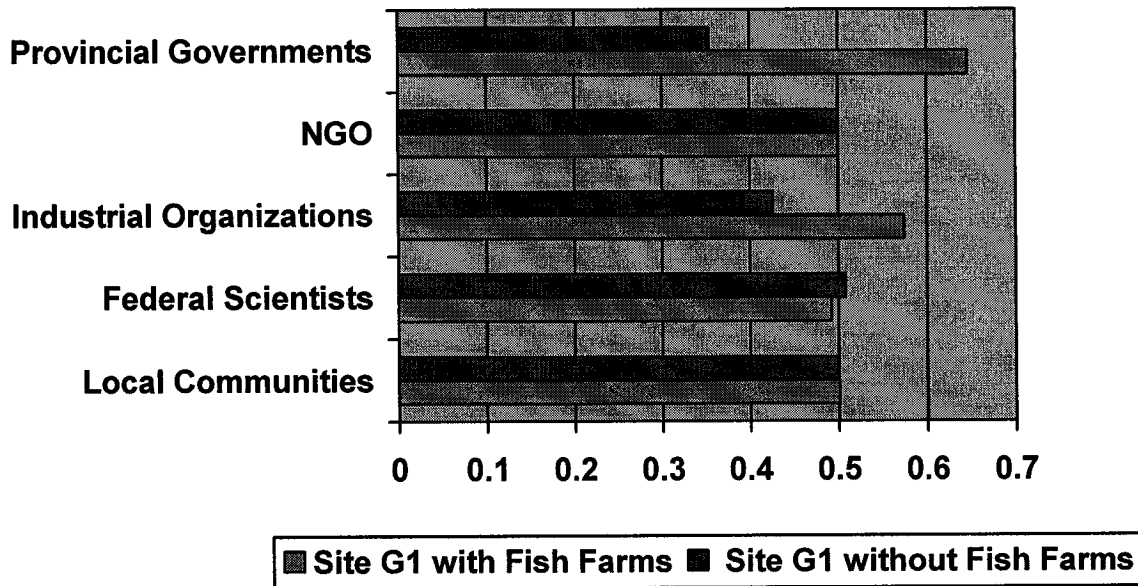 Provincial Governments
NGO
Industrial Organizations
Federal Scientists
Local Communities
0 0.1 0.2 0.3 0.4 0.5 0.6 0.7
Site G1 with Fish Farms Site G1 without Fish Farms